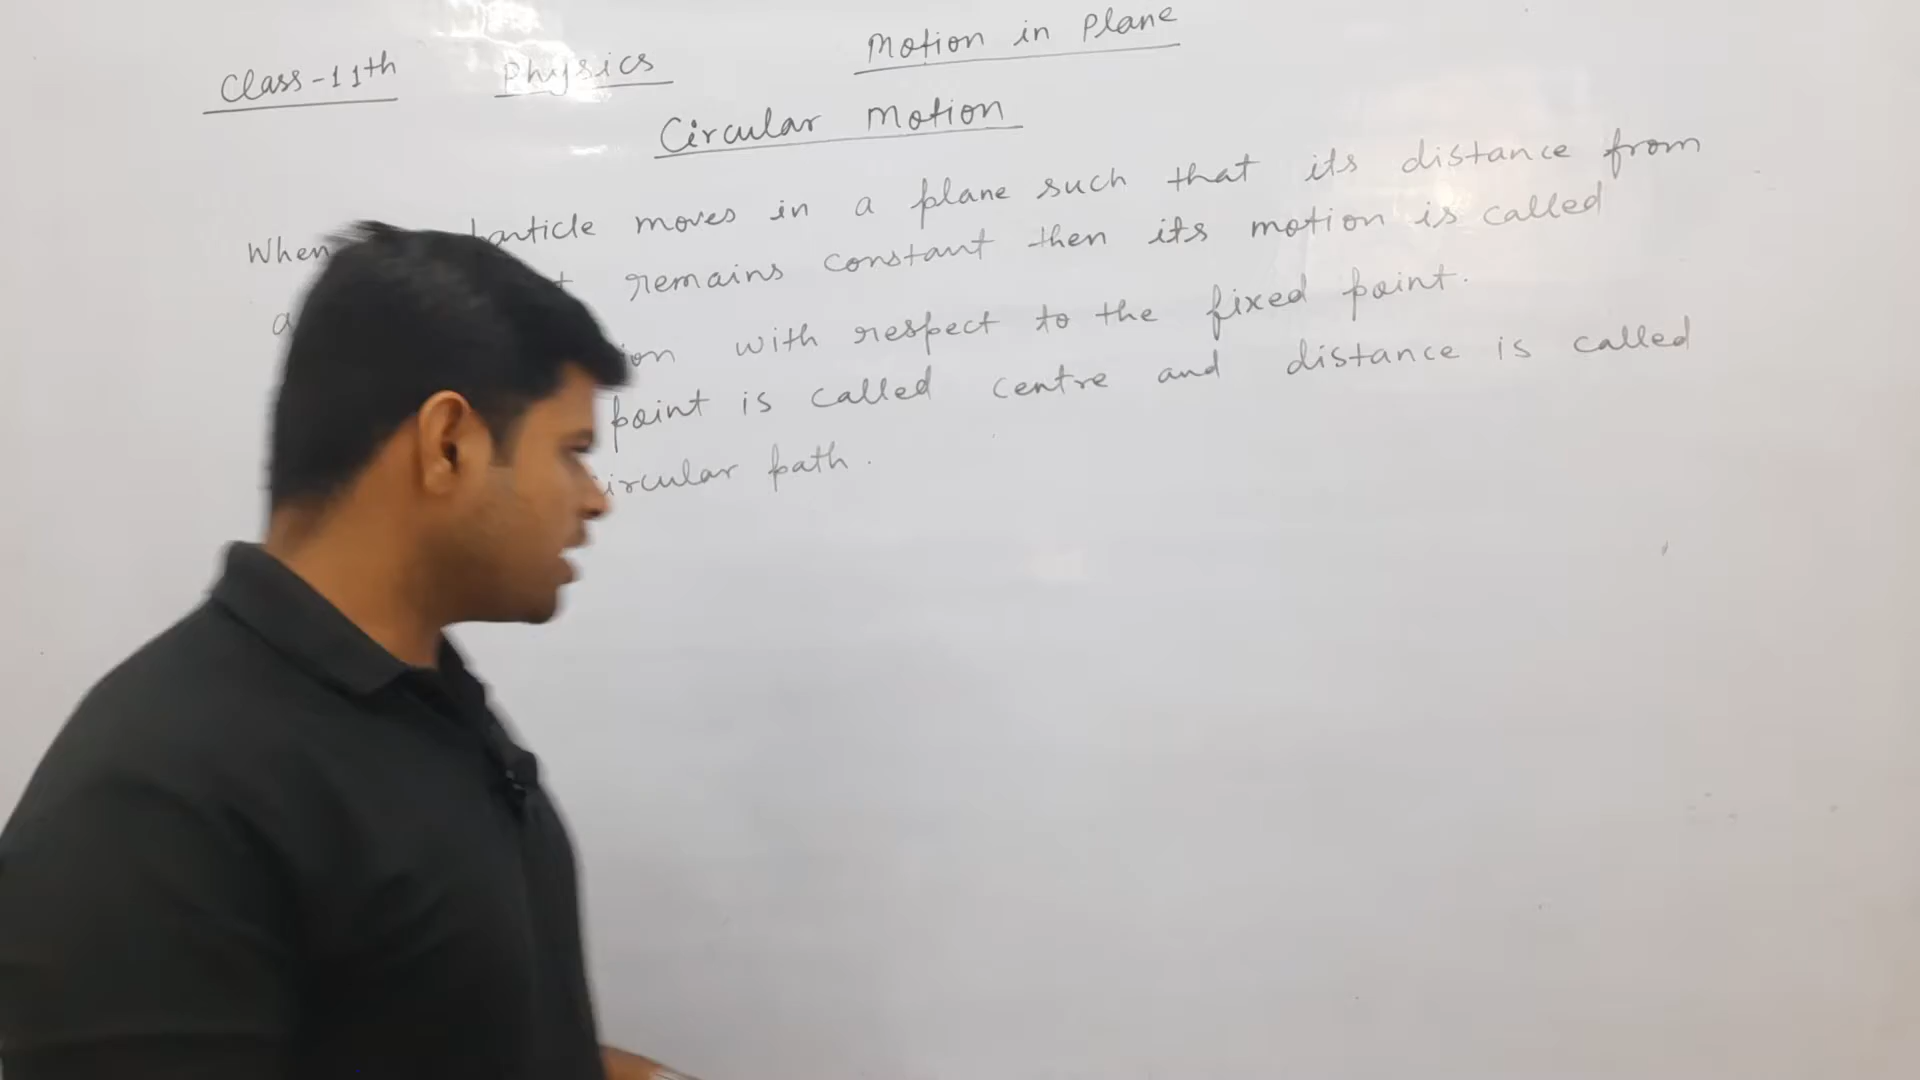 Class-11th Physics Motion in Plane
Circular Motion
When particle moves in a plane such that its distance from
a remains constant then its motion is called
with respect to the fixed point.
point is called centre and distance is called
circular path.